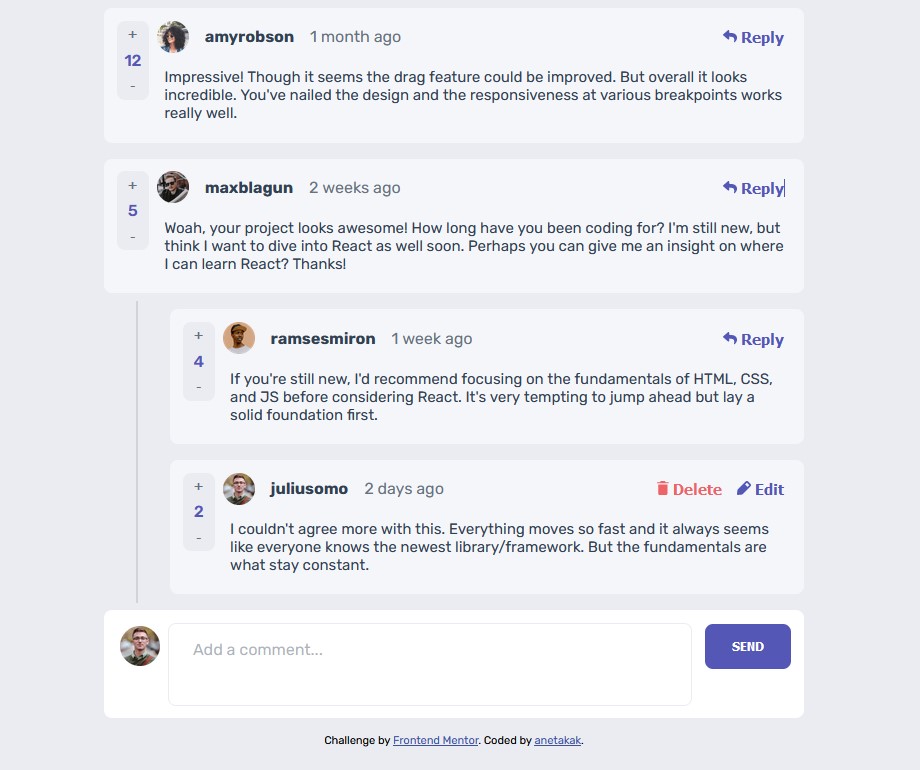 +
amyrobson 1 month ago Reply
12
-
Impressive! Though it seems the drag feature could be improved. But overall it looks
incredible. You've nailed the design and the responsiveness at various breakpoints works
really well.
+
maxblagun 2 weeks ago Reply
5
-
Woah, your project looks awesome! How long have you been coding for? I'm still new, but
think I want to dive into React as well soon. Perhaps you can give me an insight on where
I can learn React? Thanks!
+
ramsesmiron 1 week ago Reply
4
-
If you're still new, I'd recommend focusing on the fundamentals of HTML, CSS,
and JS before considering React. It's very tempting to jump ahead but lay a
solid foundation first.
+
juliusomo 2 days ago Delete Edit
2
-
I couldn't agree more with this. Everything moves so fast and it always seems
like everyone knows the newest library/framework. But the fundamentals are
what stay constant.
Add a comment... SEND
Challenge by Frontend Mentor. Coded by anetakak.